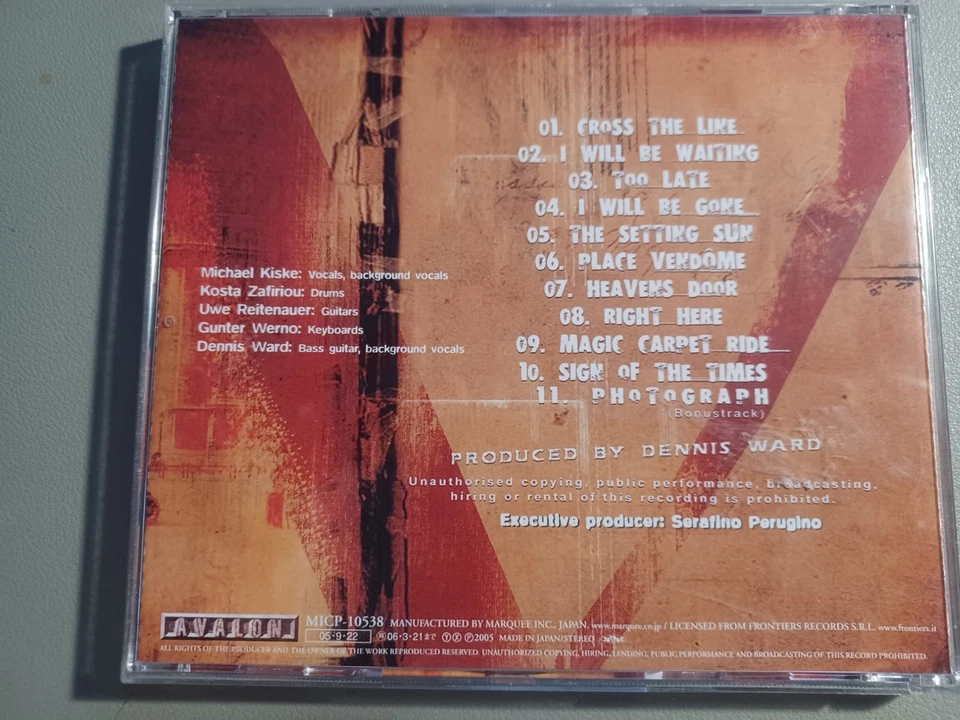 01. CROSS THE LINE
02. I WILL BE WAITING
03. TOO LATE
04. I WILL BE GONE
05. THE SETTING SUN
06. PLACE VENDÔME
07. HEAVENS DOOR
08. RIGHT HERE
09. MAGIC CARPET RIDE
10. SIGN OF THE TIMES
11. PHOTOGRAPH
(Bonustrack)
Michael Kiske: Vocals, background vocals
Kosta Zafiriou: Drums
Uwe Reitenauer: Guitars
Gunter Werno: Keyboards
Dennis Ward: Bass guitar, background vocals
PRODUCED BY DENNIS WARD
Unauthorised copying, public performance, broadcasting,
hiring or rental of this recording is prohibited.
Executive producer: Serafino Perugino
AVALON MICP-10538 MANUFACTURED BY MARQUEE INC., JAPAN. www.marquee.co.jp / LICENSED FROM FRONTIERS RECORDS S.R.L. www.frontiers.it
05・9・22 06・3・21まで Ⓨ Ⓧ Ⓟ 2005 MADE IN JAPAN/STEREO
ALL RIGHTS OF THE PRODUCER AND THE OWNER OF THE WORK REPRODUCED RESERVED. UNAUTHORIZED COPYING, HIRING, LENDING, PUBLIC PERFORMANCE AND BROADCASTING OF THIS RECORD PROHIBITED.